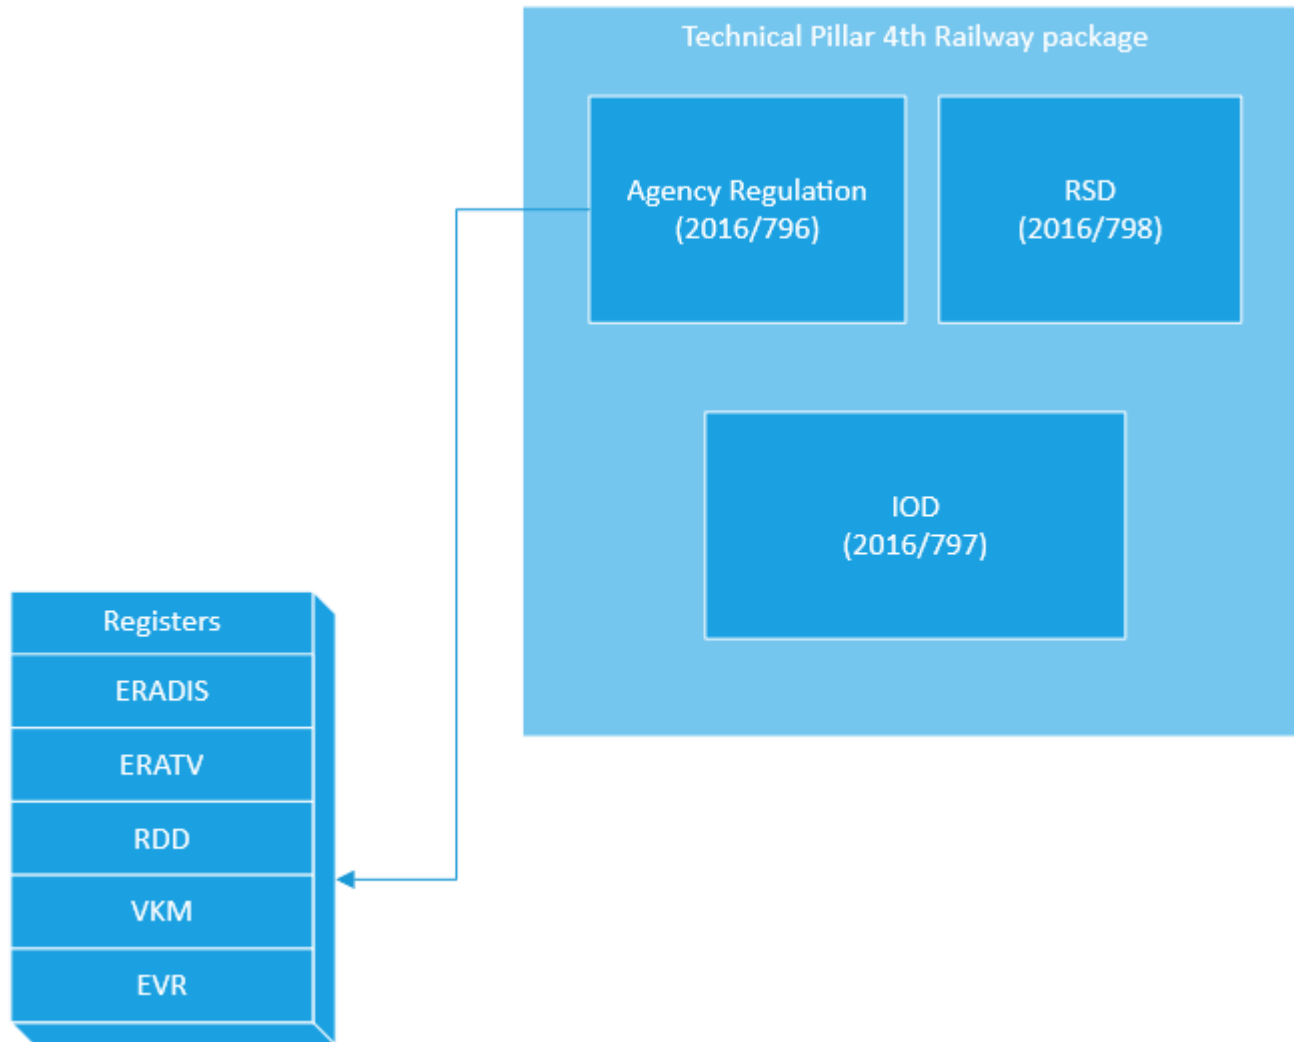 Technical Pillar 4th Railway package
Agency Regulation
(2016/796)
RSD
(2016/798)
IOD
(2016/797)
Registers
ERADIS
ERATV
RDD
VKM
EVR